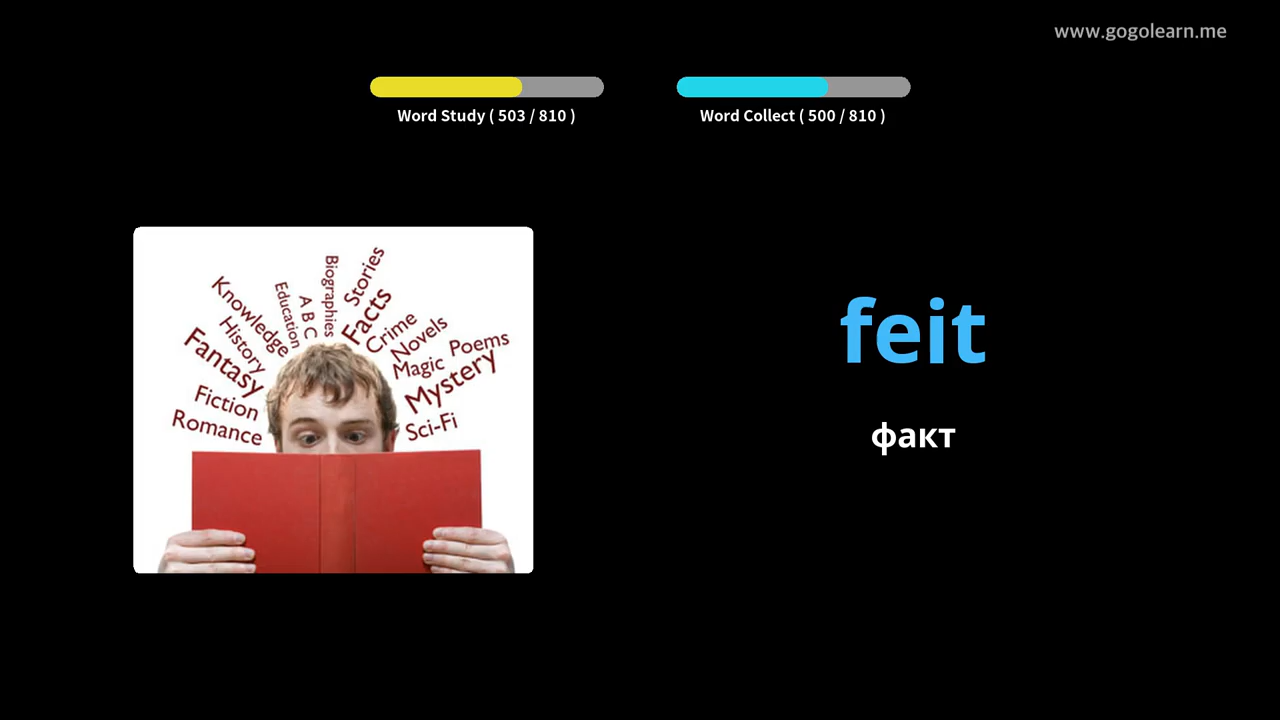 www.gogolearn.me
Word Study ( 503 / 810 )
Word Collect ( 500 / 810 )
Biographies
Stories
Knowledge
Education
A B C
Facts
History
Crime
Novels
Fantasy
Magic
Poems
Fiction
Mystery
Romance
Sci-Fi
feit
факт